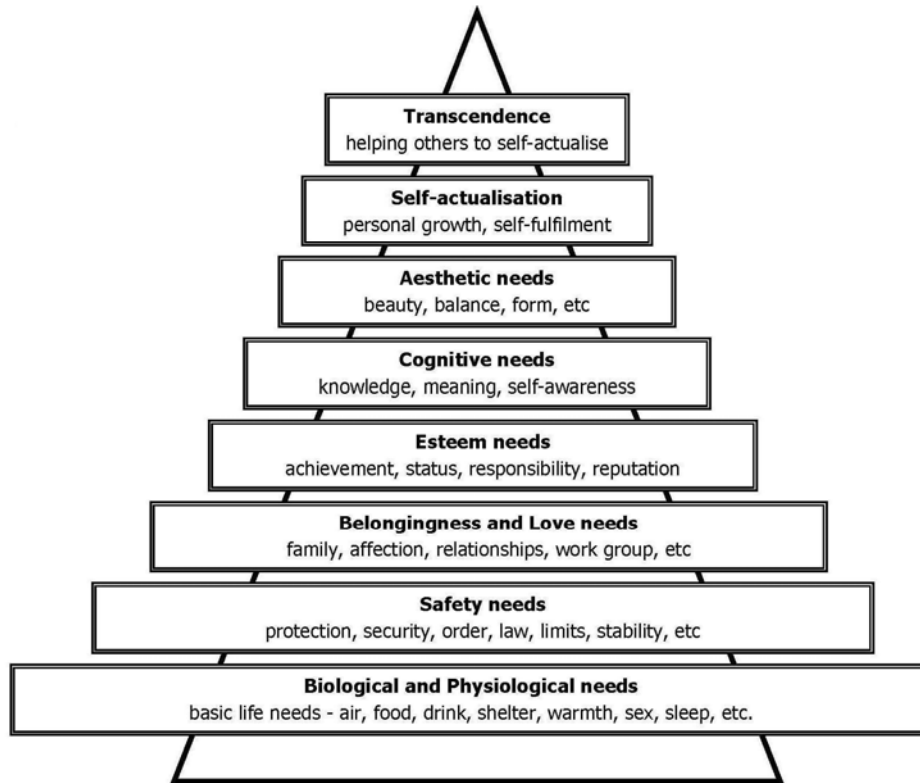 Transcendence
helping others to self-actualise
Self-actualisation
personal growth, self-fulfilment
Aesthetic needs
beauty, balance, form, etc
Cognitive needs
knowledge, meaning, self-awareness
Esteem needs
achievement, status, responsibility, reputation
Belongingness and Love needs
family, affection, relationships, work group, etc
Safety needs
protection, security, order, law, limits, stability, etc
Biological and Physiological needs
basic life needs - air, food, drink, shelter, warmth, sex, sleep, etc.